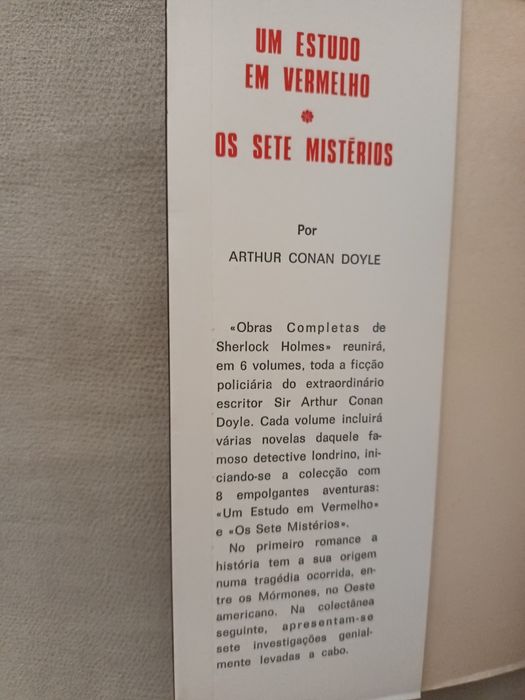 UM ESTUDO
EM VERMELHO
OS SETE MISTÉRIOS
Por
ARTHUR CONAN DOYLE
«Obras Completas de
Sherlock Holmes» reunirá,
em 6 volumes, toda a ficção
policiária do extraordinário
escritor Sir Arthur Conan
Doyle. Cada volume incluirá
várias novelas daquele fa-
moso detective londrino, ini-
ciando-se a colecção com
8 empolgantes aventuras:
«Um Estudo em Vermelho»
e «Os Sete Mistérios».
No primeiro romance a
história tem a sua origem
numa tragédia ocorrida, en-
tre os Mórmones, no Oeste
americano. Na colectânea
seguinte, apresentam-se
sete investigações genial-
mente levadas a cabo.